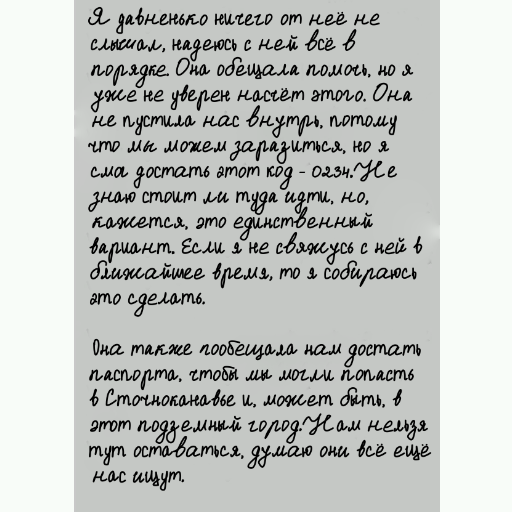 Я давненько ничего от неё не
слышал, надеюсь с ней всё в
порядке. Она обещала помочь, но я
уже не уверен насчёт этого. Она
не пустила нас внутрь, потому
что мы можем заразиться, но я
смог достать этот код - 0234. Не
знаю стоит ли туда идти, но,
кажется, это единственный
вариант. Если я не свяжусь с ней в
ближайшее время, то я собираюсь
это сделать.
Она также пообещала нам достать
паспорта, чтобы мы могли попасть
в Сточноканавье и, может быть, в
этот подземный город. Нам нельзя
тут оставаться, думаю они всё ещё
нас ищут.